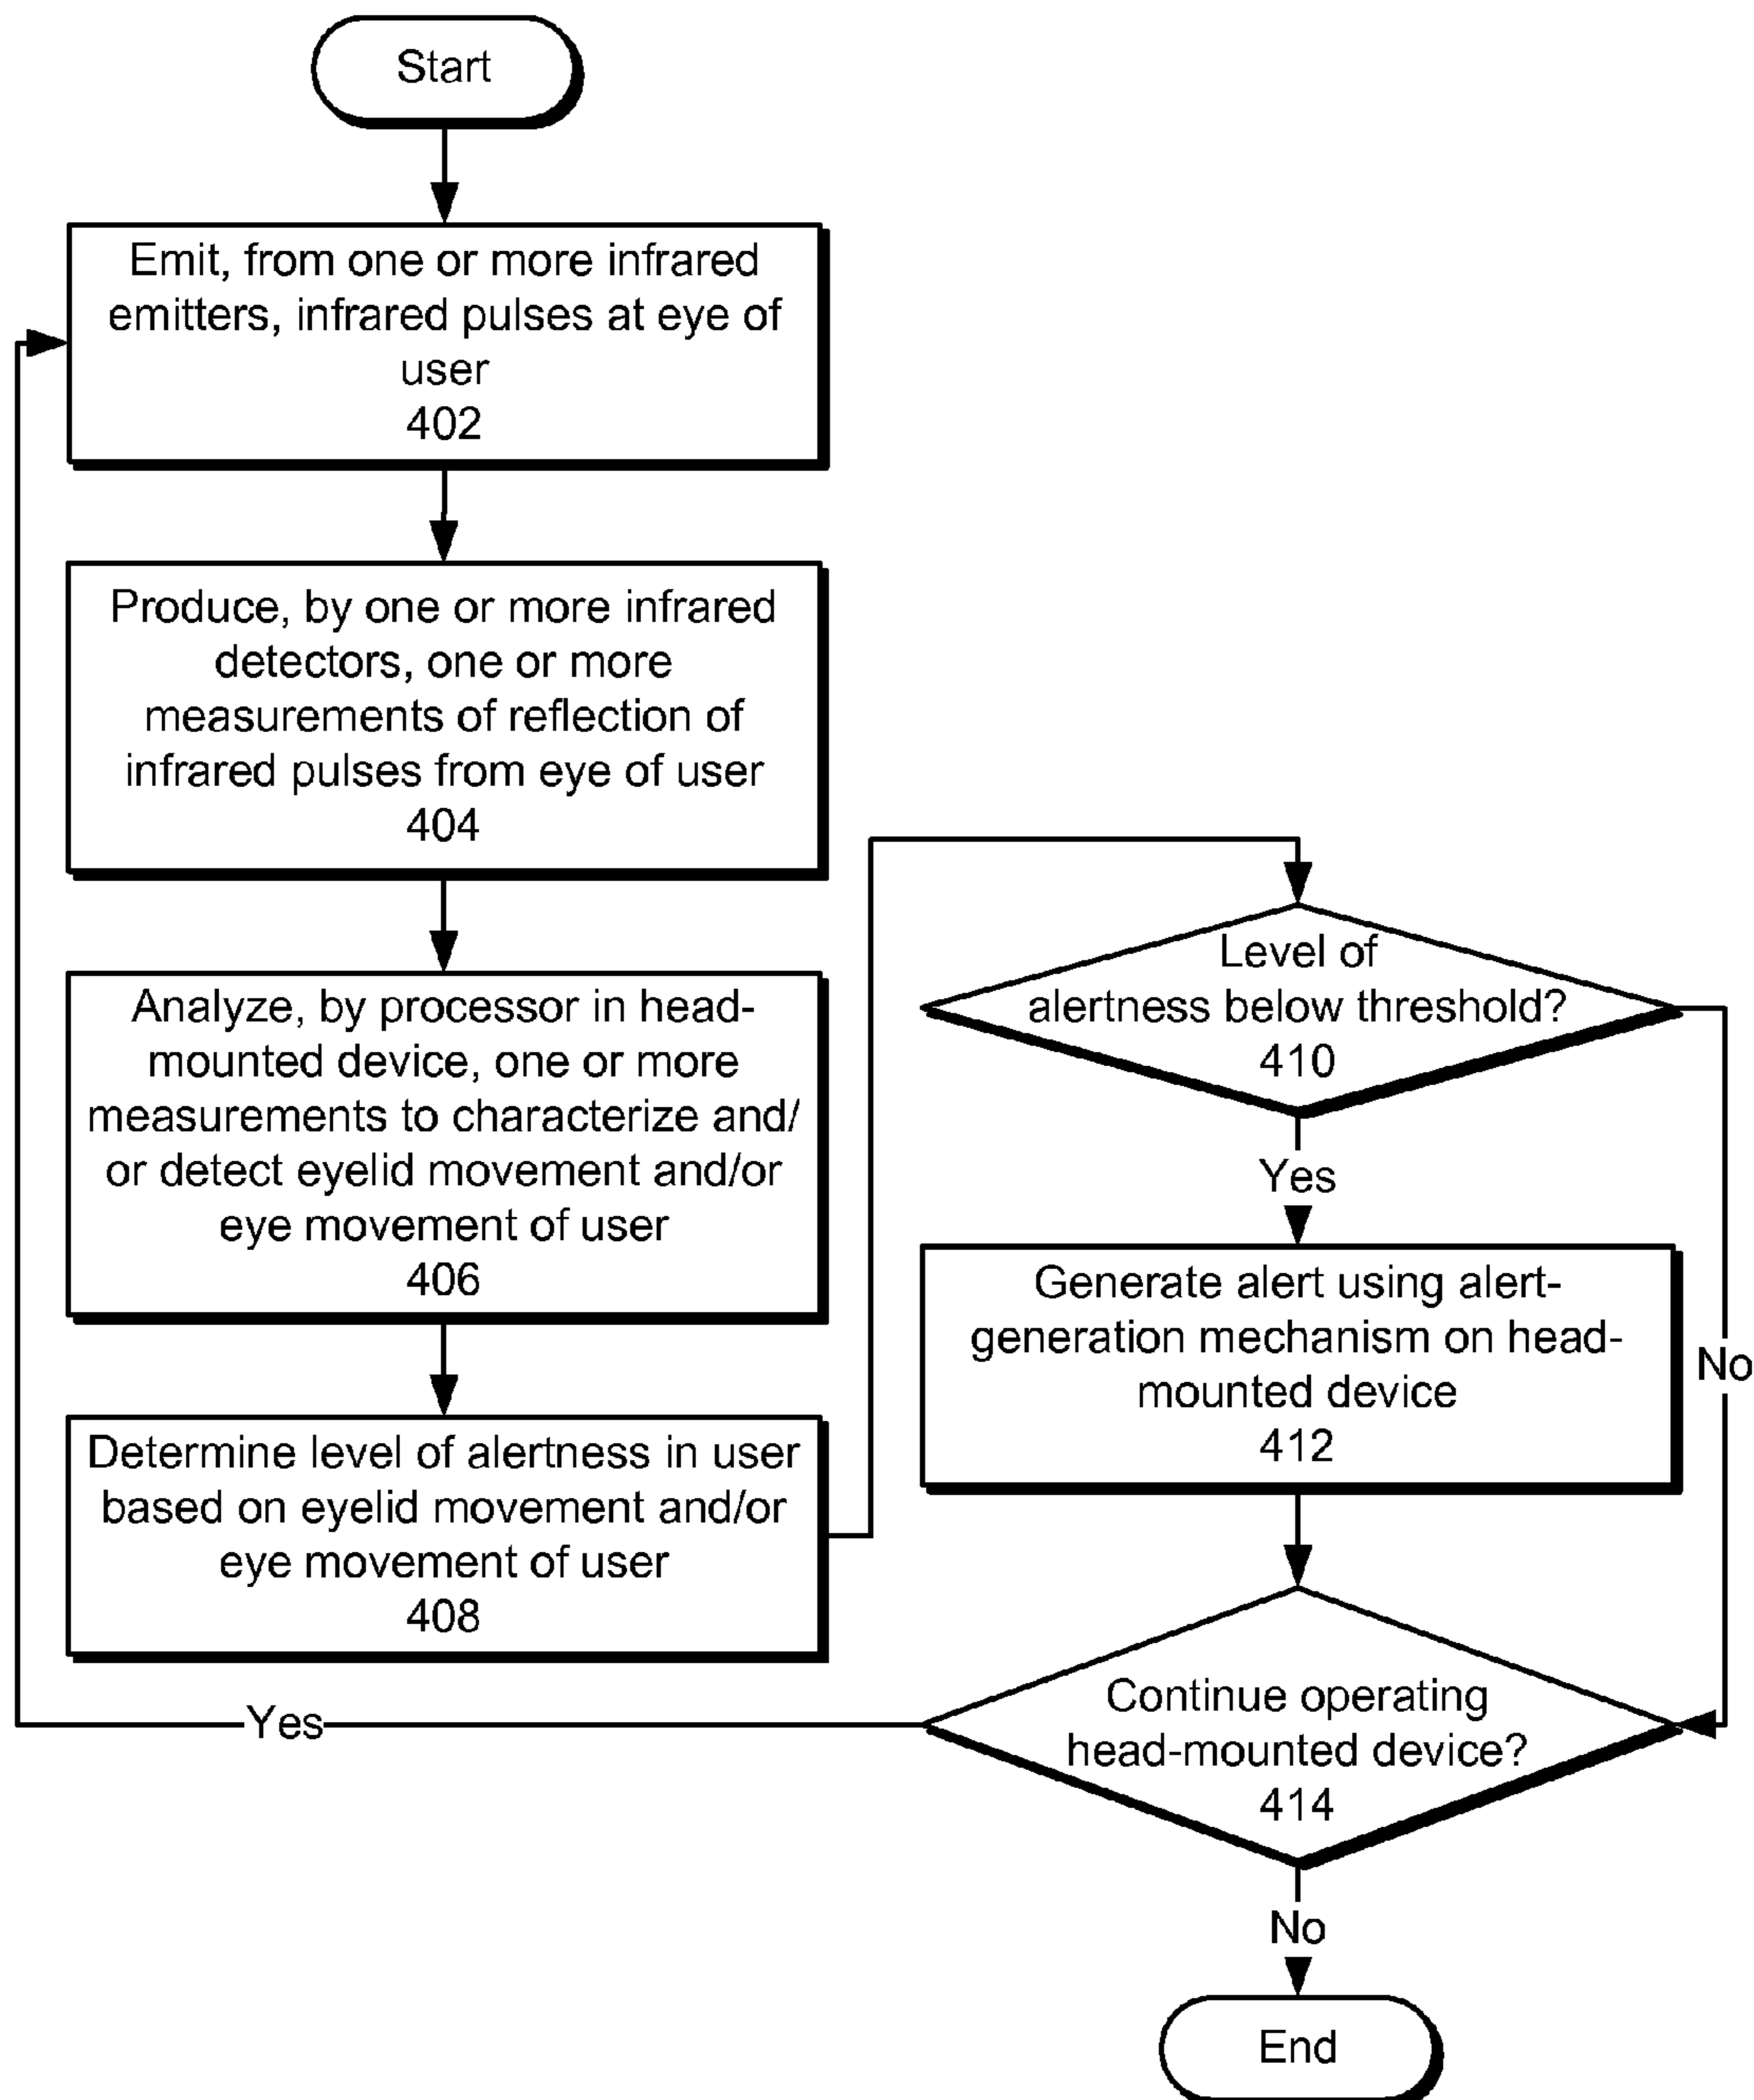 Start
Emit, from one or more infrared
emitters, infrared pulses at eye of
user
402
Produce, by one or more infrared
detectors, one or more
measurements of reflection of
infrared pulses from eye of user
404
Analyze, by processor in head-
mounted device, one or more
measurements to characterize and/
or detect eyelid movement and/or
eye movement of user
406
Determine level of alertness in user
based on eyelid movement and/or
eye movement of user
408
Level of
alertness below threshold?
410
Yes
No
Generate alert using alert-
generation mechanism on head-
mounted device
412
Continue operating
head-mounted device?
414
Yes
No
End